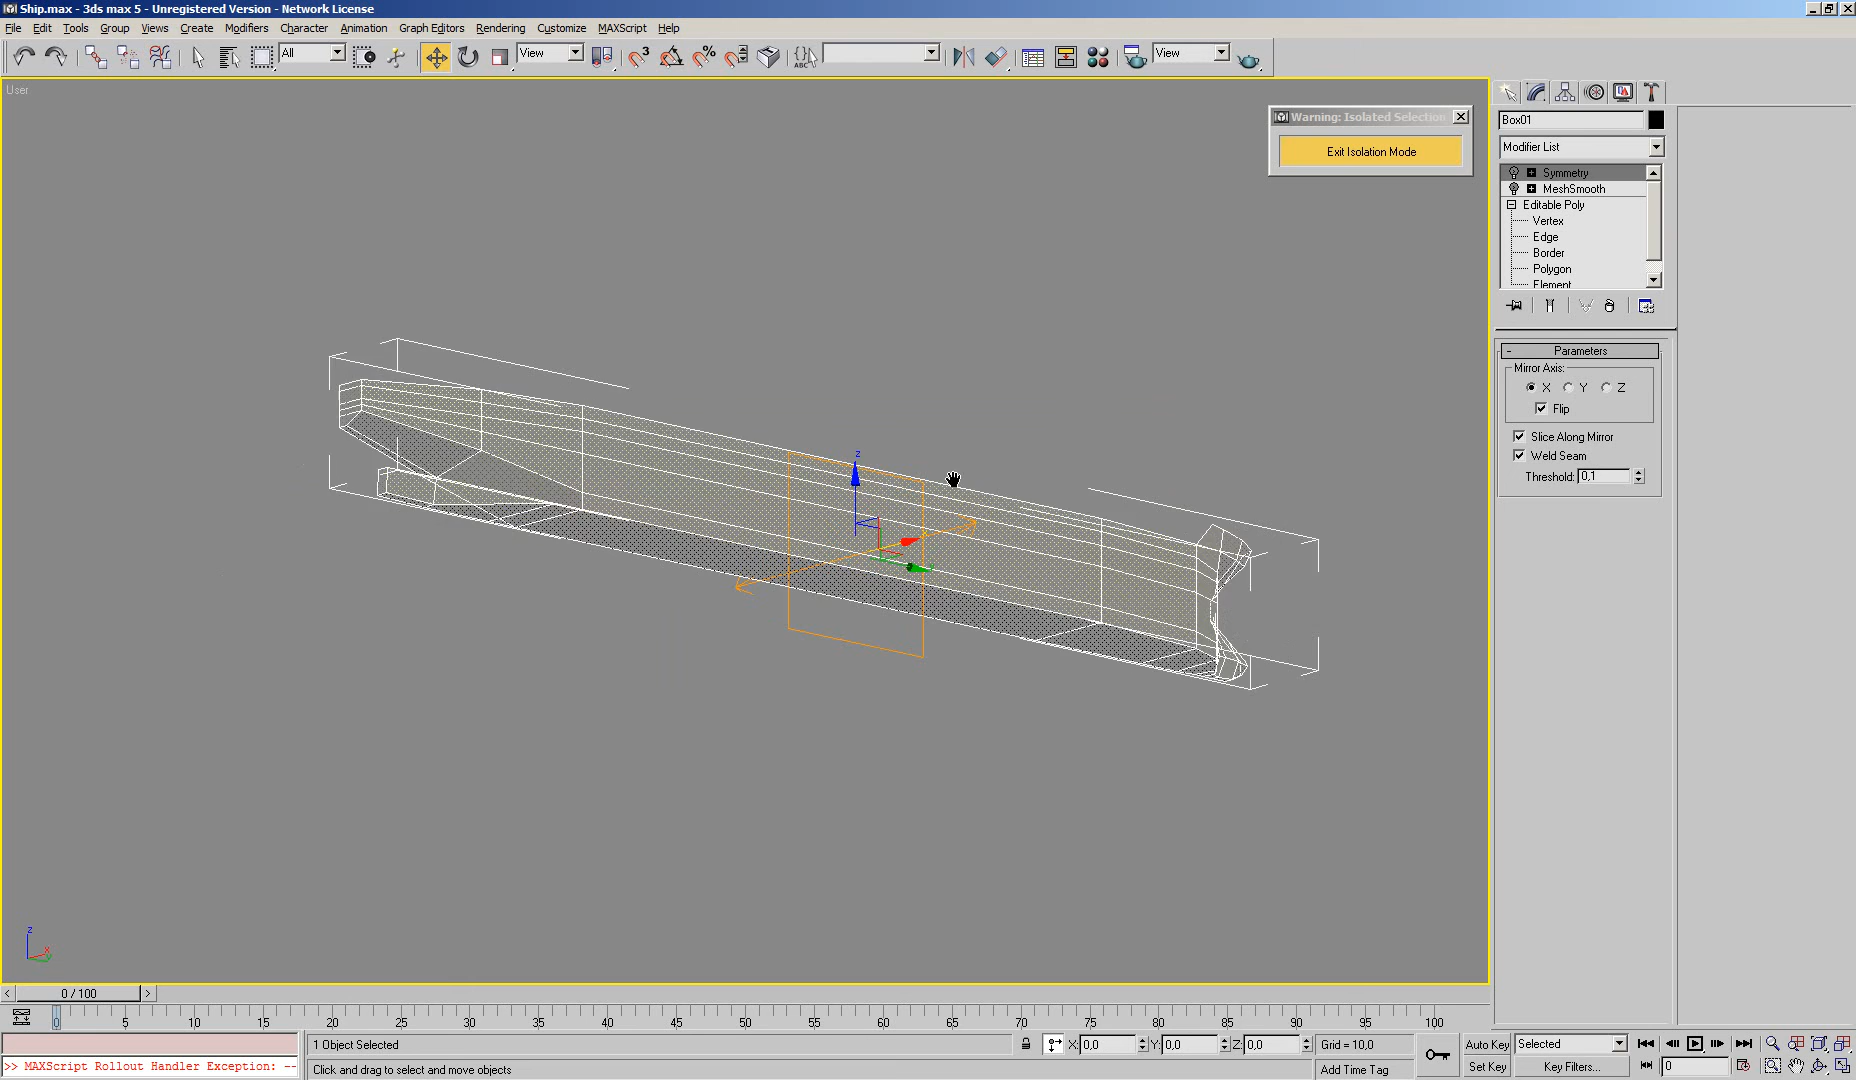 Ship.max - 3ds max 5 - Unregistered Version - Network License
File Edit Tools Group Views Create Modifiers Character Animation Graph Editors Rendering Customize MAXScript Help
All View ABC View
User
Warning: Isolated Selection
Exit Isolation Mode
Box01
Modifier List
Symmetry
MeshSmooth
Editable Poly
Vertex
Edge
Border
Polygon
Element
Parameters
Mirror Axis:
X Y Z
Flip
Slice Along Mirror
Weld Seam
Threshold: 0,1
z
z
x
y
0 / 100
0 5 10 15 20 25 30 35 40 45 50 55 60 65 70 75 80 85 90 95 100
1 Object Selected X: 0,0 Y: 0,0 Z: 0,0 Grid = 10,0 Auto Key Selected
>> MAXScript Rollout Handler Exception: -- Click and drag to select and move objects Add Time Tag Set Key Key Filters... 0